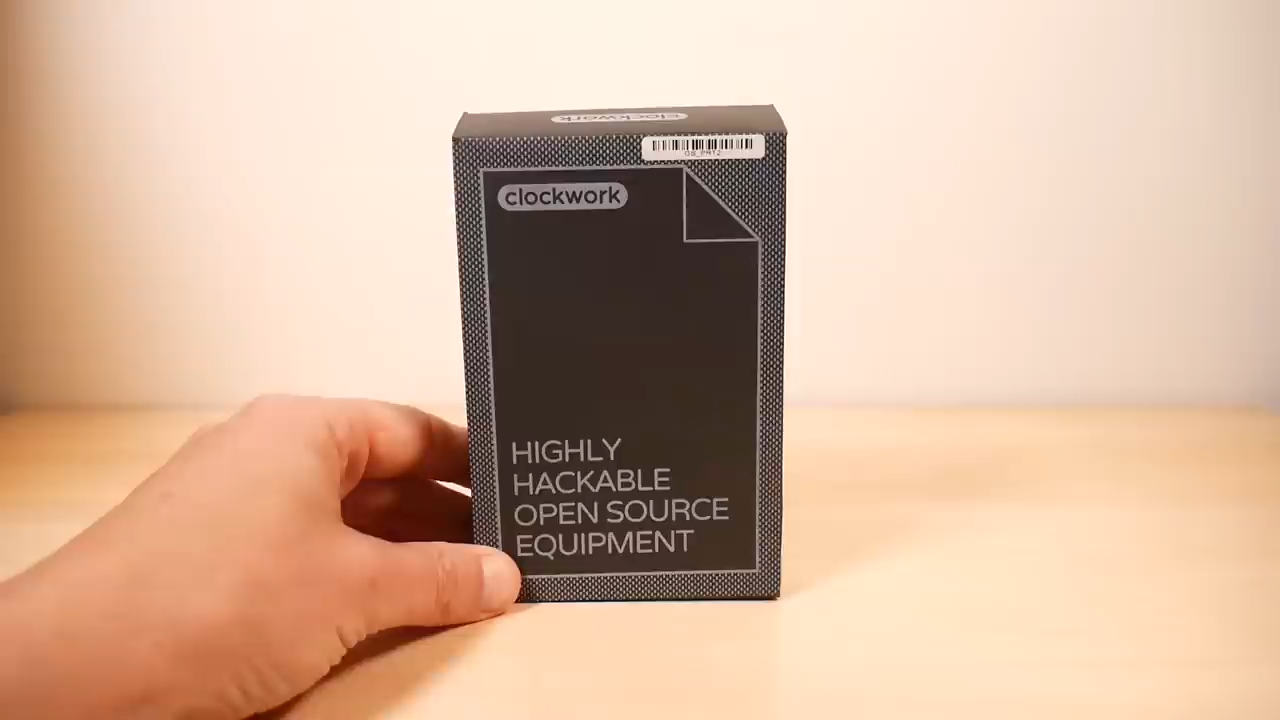 clockwork
clockwork
HIGHLY
HACKABLE
OPEN SOURCE
EQUIPMENT